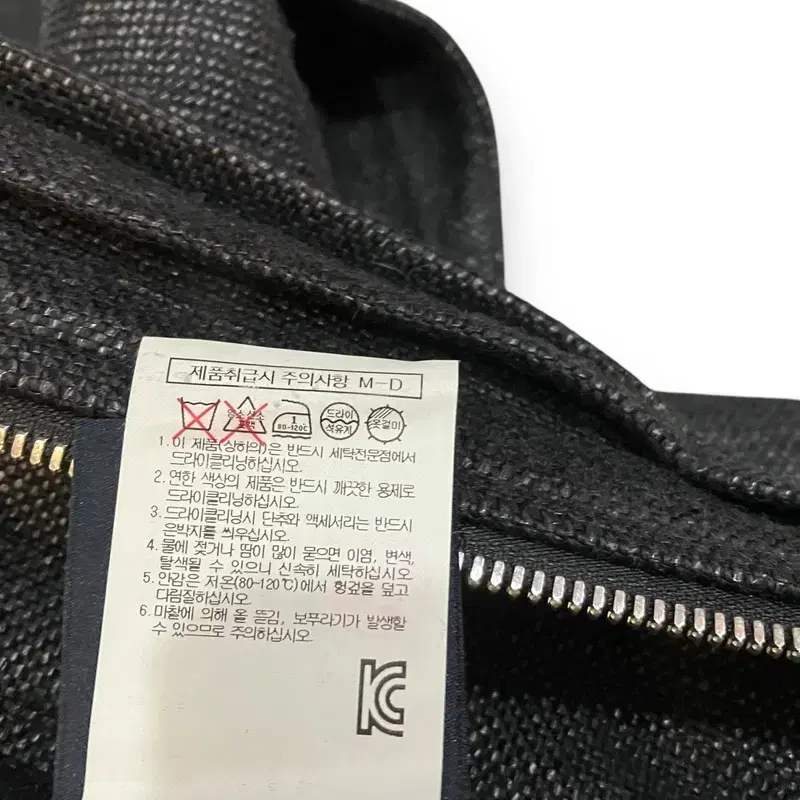 제품취급시 주의사항 M-D
염소산소
표백
1
80-120℃
드라이
석유계
옷걸이
1. 이 제품(상하의)은 반드시 세탁전문점에서
드라이클리닝하십시오.
2. 연한 색상의 제품은 반드시 깨끗한 용제로
드라이클리닝하십시오.
3. 드라이클리닝시 단추와 액세서리는 반드시
은박지를 씌우십시오.
4. 물에 젖거나 땀이 많이 묻으면 이염, 변색,
탈색될 수 있으니 신속히 세탁하십시오
5. 안감은 저온(80-120℃)에서 헝겊을 덮고
다림질하십시오.
6. 마찰에 의해 올 뜯김, 보푸라기가 발생할
수 있으므로 주의하십시오.
KC